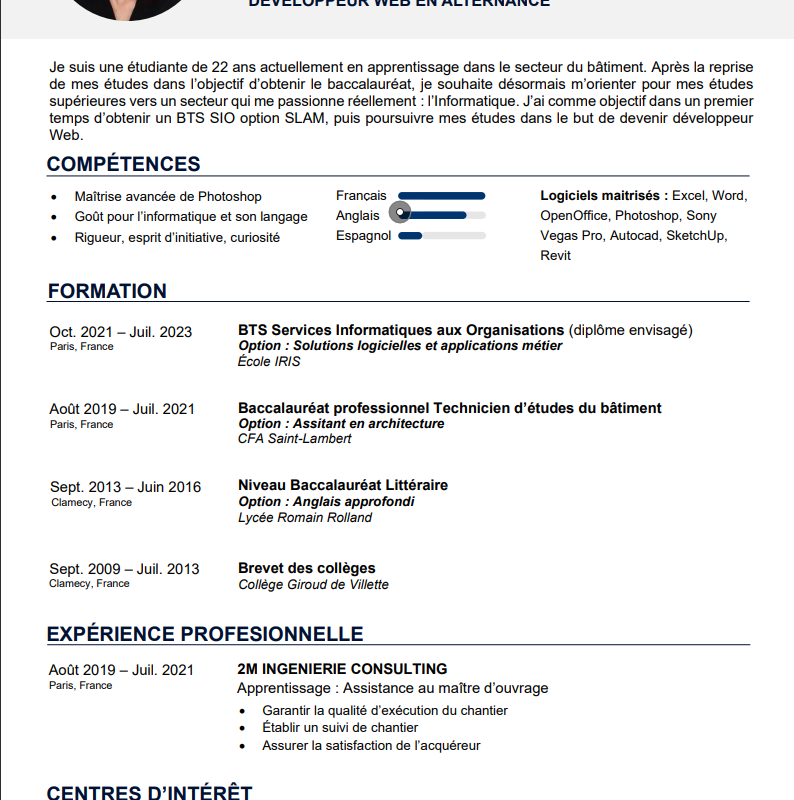 DÉVELOPPEUR WEB EN ALTERNANCE
Je suis une étudiante de 22 ans actuellement en apprentissage dans le secteur du bâtiment. Après la reprise
de mes études dans l’objectif d’obtenir le baccalauréat, je souhaite désormais m’orienter pour mes études
supérieures vers un secteur qui me passionne réellement : l’Informatique. J’ai comme objectif dans un premier
temps d’obtenir un BTS SIO option SLAM, puis poursuivre mes études dans le but de devenir développeur
Web.
COMPÉTENCES
Maîtrise avancée de Photoshop
Goût pour l’informatique et son langage
Rigueur, esprit d’initiative, curiosité
Français
Anglais
Espagnol
Logiciels maitrisés : Excel, Word,
OpenOffice, Photoshop, Sony
Vegas Pro, Autocad, SketchUp,
Revit
FORMATION
Oct. 2021 – Juil. 2023
Paris, France
BTS Services Informatiques aux Organisations (diplôme envisagé)
Option : Solutions logicielles et applications métier
École IRIS
Août 2019 – Juil. 2021
Paris, France
Baccalauréat professionnel Technicien d’études du bâtiment
Option : Assitant en architecture
CFA Saint-Lambert
Sept. 2013 – Juin 2016
Clamecy, France
Niveau Baccalauréat Littéraire
Option : Anglais approfondi
Lycée Romain Rolland
Sept. 2009 – Juil. 2013
Clamecy, France
Brevet des collèges
Collège Giroud de Villette
EXPÉRIENCE PROFESIONNELLE
Août 2019 – Juil. 2021
Paris, France
2M INGENIERIE CONSULTING
Apprentissage : Assistance au maître d’ouvrage
Garantir la qualité d’exécution du chantier
Établir un suivi de chantier
Assurer la satisfaction de l’acquéreur
CENTRES D’INTÉRÊT